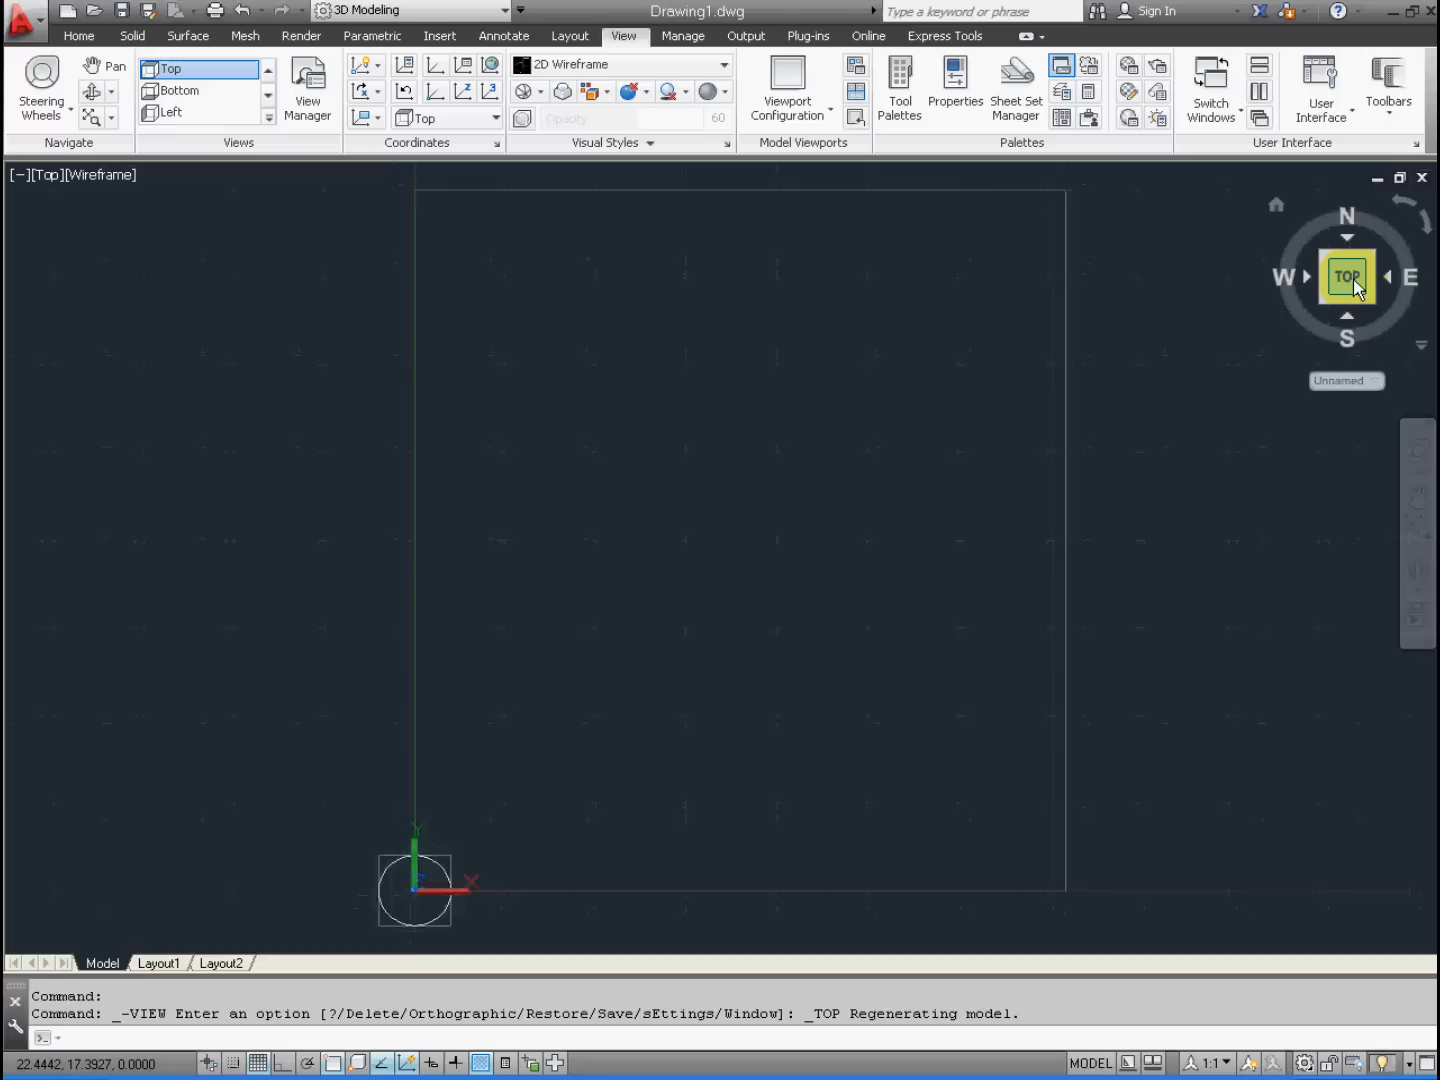 3D Modeling
Drawing1.dwg
Type a keyword or phrase
Sign In
Home Solid Surface Mesh Render Parametric Insert Annotate Layout View Manage Output Plug-ins Online Express Tools
Steering Wheels
Pan
Top
Bottom
Left
View Manager
Top
2D Wireframe
Opacity 60
Viewport Configuration
Tool Palettes
Properties
Sheet Set Manager
Switch Windows
User Interface
Toolbars
Navigate Views Coordinates Visual Styles Model Viewports Palettes User Interface
[−][Top][Wireframe]
N
W TOP E
S
Unnamed
Y
X
Model Layout1 Layout2
Command:
Command: _-VIEW Enter an option [?/Delete/Orthographic/Restore/Save/sEttings/Window]: _TOP Regenerating model.
22.4442, 17.3927, 0.0000
MODEL
1:1